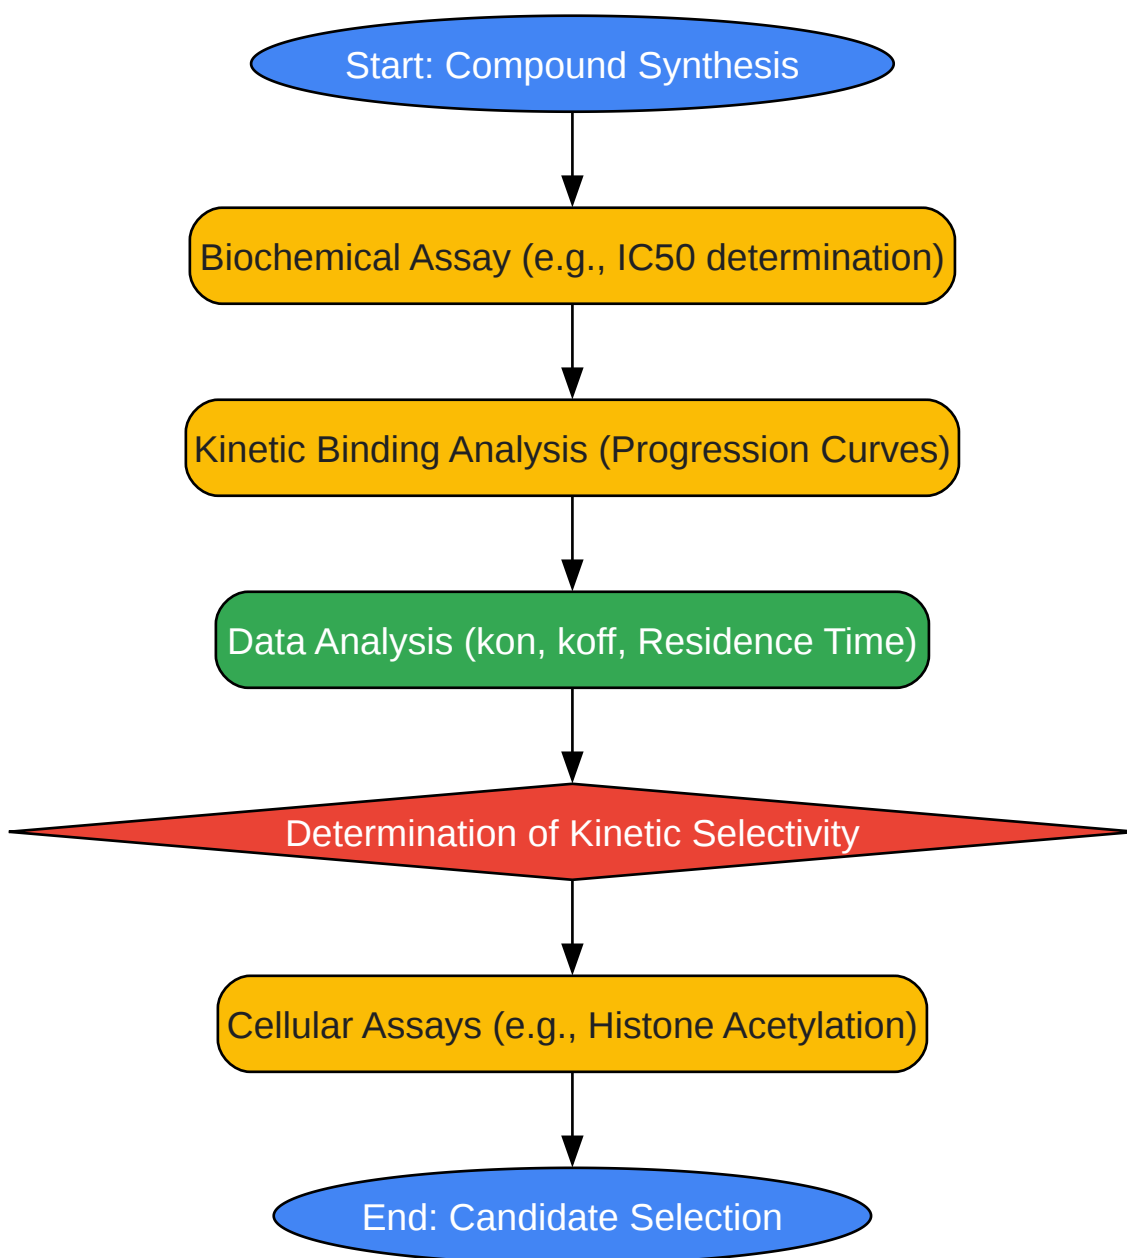 Start: Compound Synthesis
Biochemical Assay (e.g., IC50 determination)
Kinetic Binding Analysis (Progression Curves)
Data Analysis (kon, koff, Residence Time)
Determination of Kinetic Selectivity
Cellular Assays (e.g., Histone Acetylation)
End: Candidate Selection